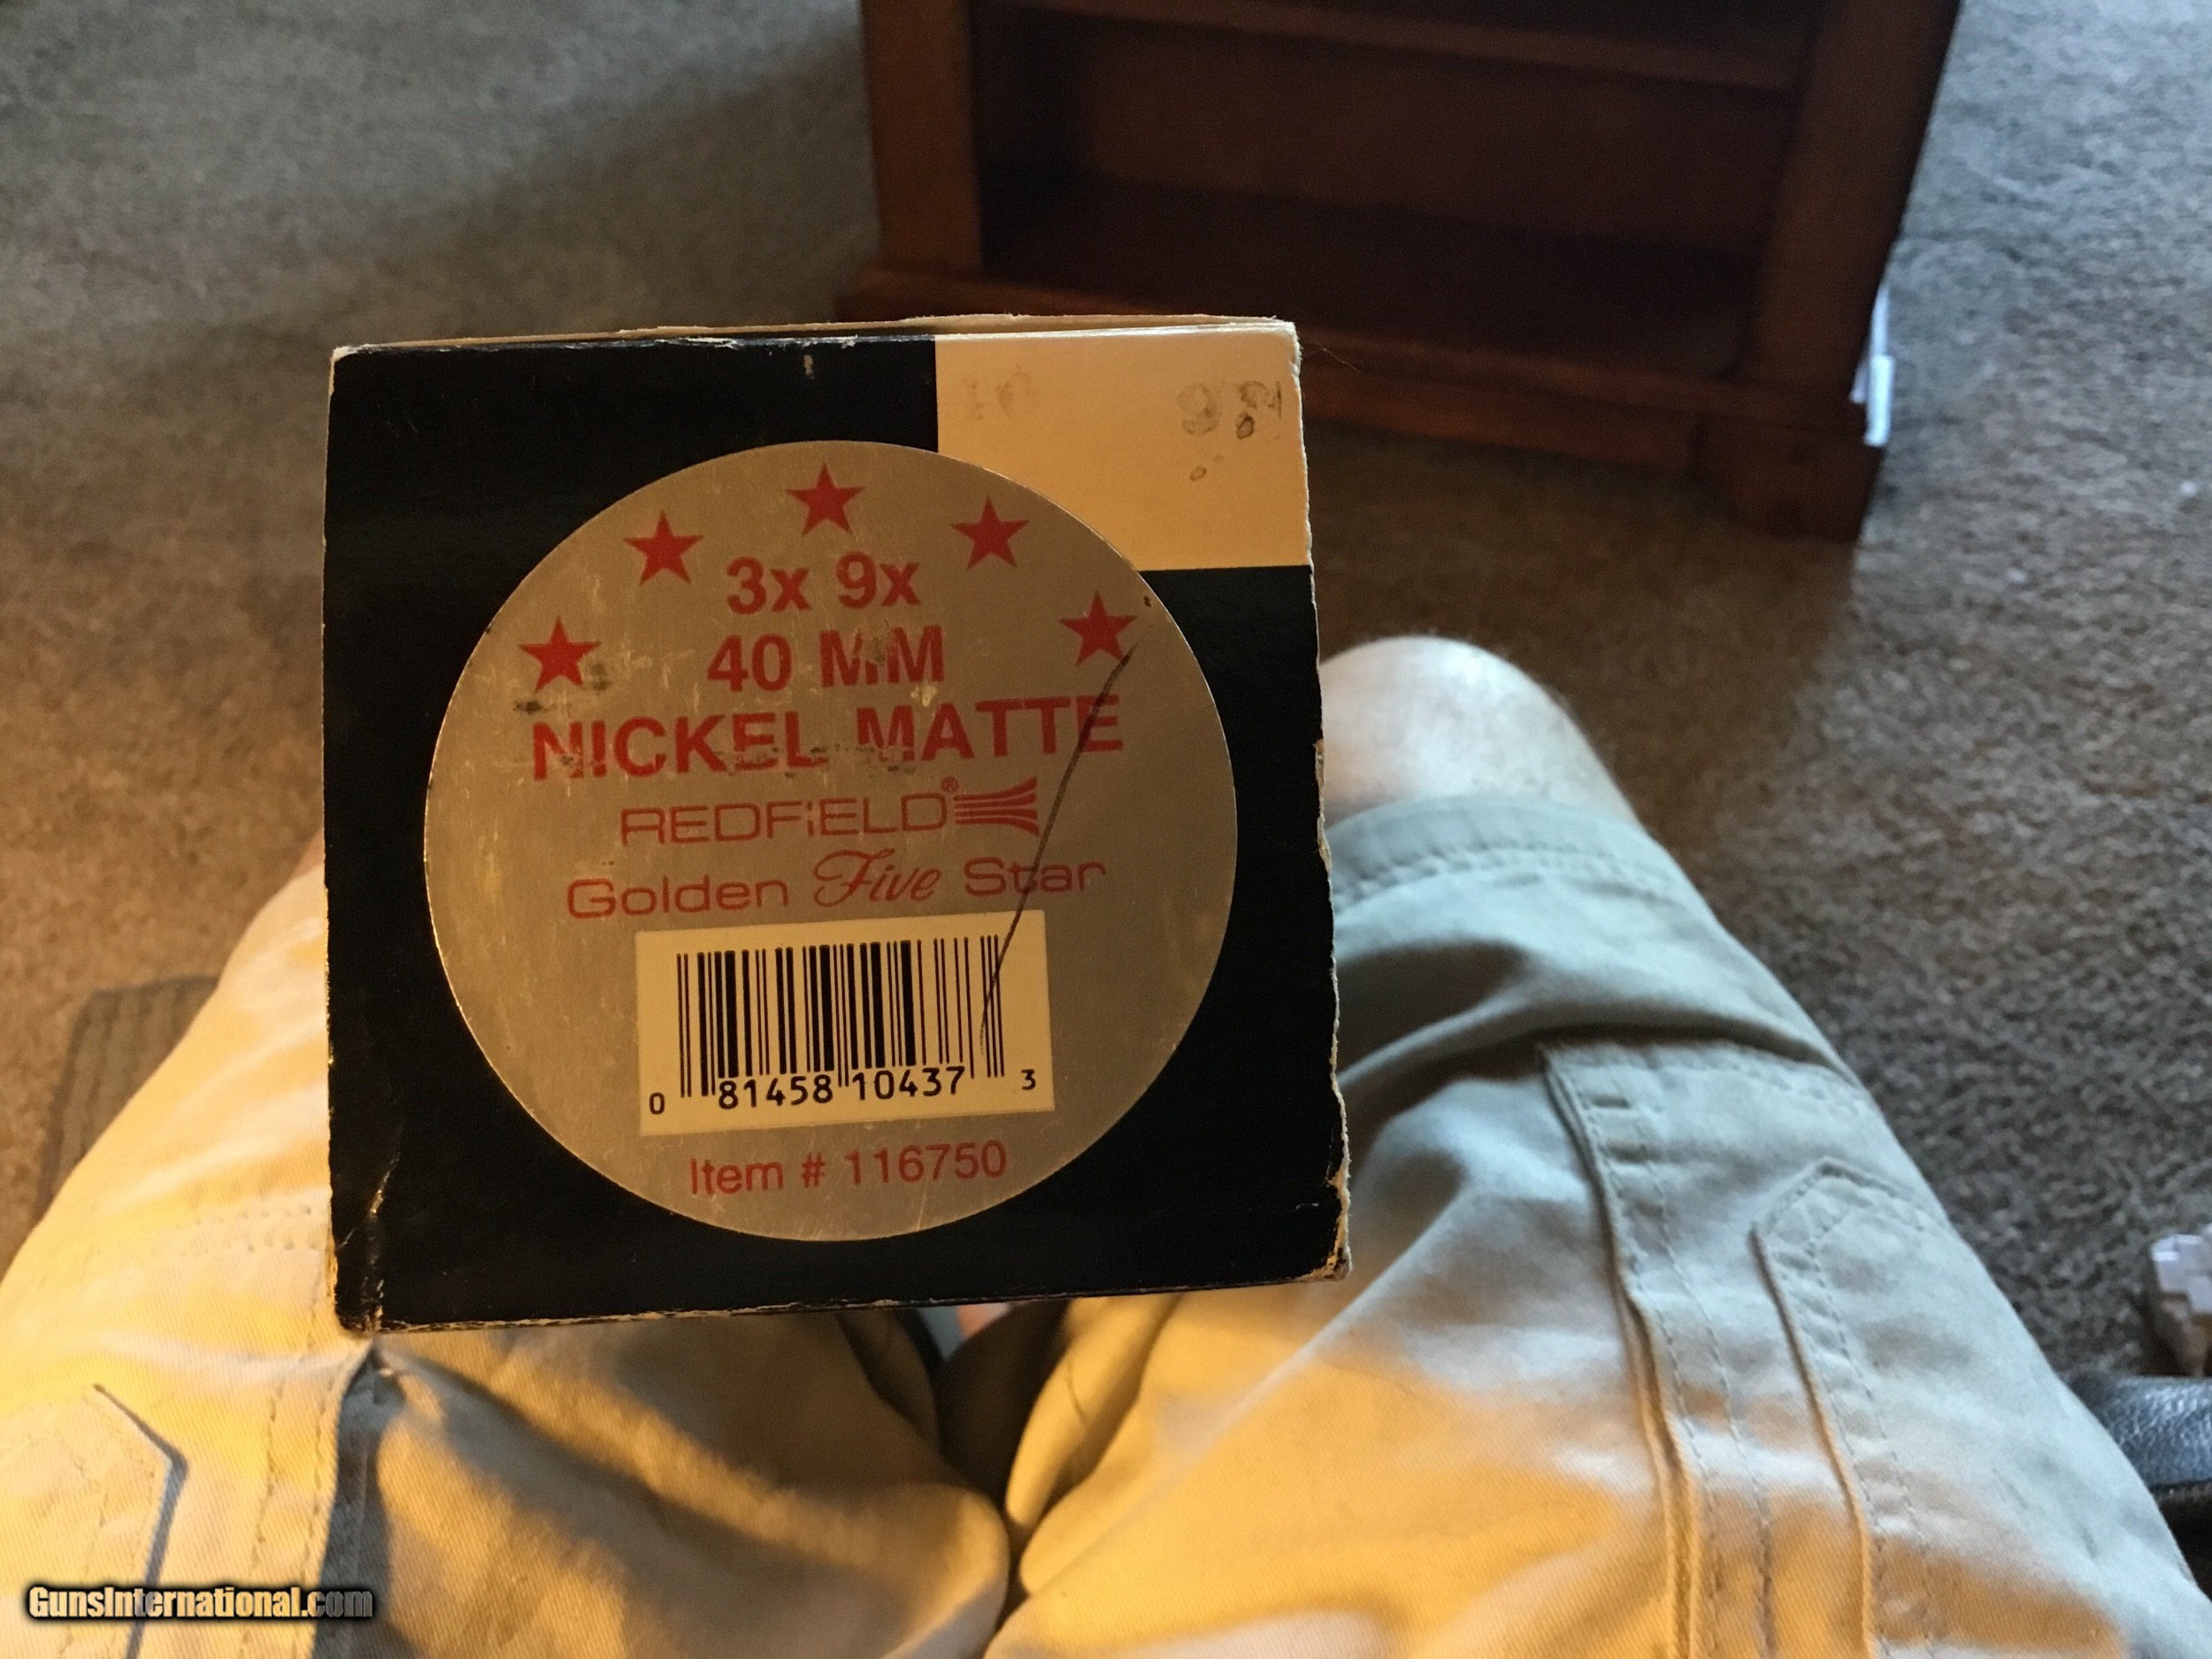 3x 9x
40 MM
NICKEL MATTE
REDFiELD®
Golden Five Star
0 81458 10437 3
Item # 116750
GunsInternational.com